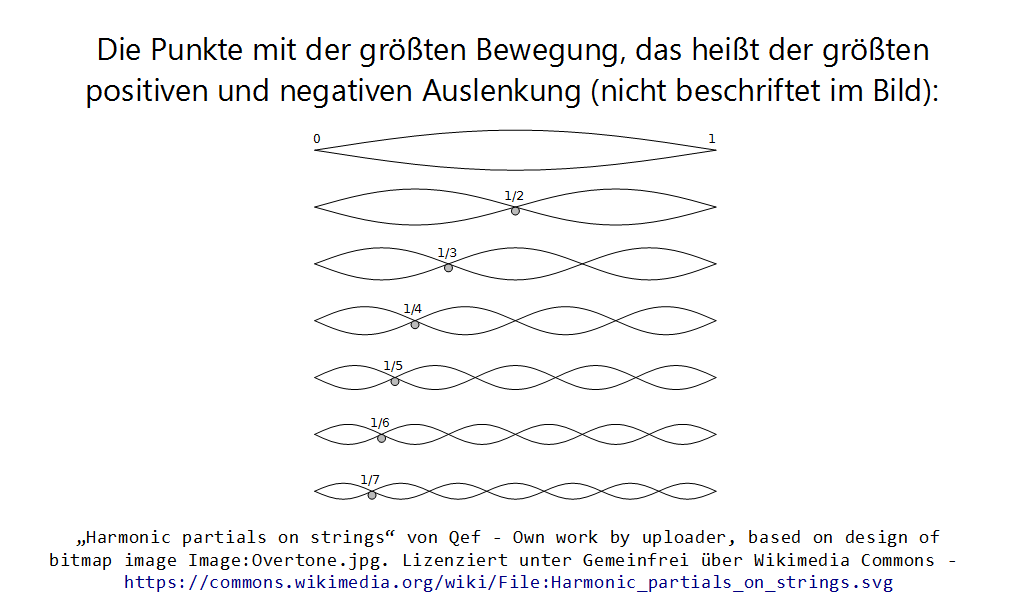 Die Punkte mit der größten Bewegung, das heißt der größten
positiven und negativen Auslenkung (nicht beschriftet im Bild):
0 1
1/2
1/3
1/4
1/5
1/6
1/7
„Harmonic partials on strings“ von Qef - Own work by uploader, based on design of
bitmap image Image:Overtone.jpg. Lizenziert unter Gemeinfrei über Wikimedia Commons -
https://commons.wikimedia.org/wiki/File:Harmonic_partials_on_strings.svg